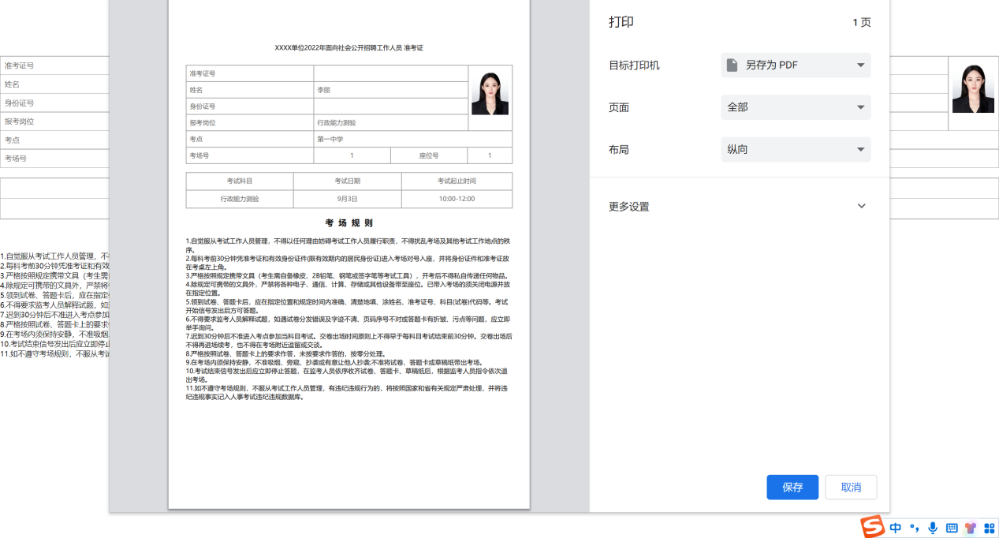 打印
1 页
目标打印机
另存为 PDF
页面
全部
布局
纵向
更多设置
保存
取消
XXXX单位2022年面向社会公开招聘工作人员 准考证
准考证号
姓名 李丽
身份证号
报考岗位 行政能力测验
考点 第一中学
考场号 1 座位号 1
考试科目 考试日期 考试起止时间
行政能力测验 9月3日 10:00-12:00
考 场 规 则
1.自觉服从考试工作人员管理，不得以任何理由妨碍考试工作人员履行职责，不得扰乱考场及其他考试工作地点的秩
序。
2.每科考前30分钟凭准考证和有效身份证件(限有效期内的居民身份证)进入考场对号入座，并将身份证件和准考证放
在考桌左上角。
3.严格按照规定携带文具（考生需自备橡皮、2B铅笔、钢笔或签字笔等考试工具），开考后不得私自传递任何物品。
4.除规定可携带的文具外，严禁将各种电子、通信、计算、存储或其他设备带至座位。已带入考场的须关闭电源并放
在指定位置。
5.领到试卷、答题卡后，应在指定位置和规定时间内准确、清楚地填、涂姓名、准考证号、科目(试卷)代码等。考试
开始信号发出后方可答题。
6.不得要求监考人员解释试题，如遇试卷分发错误及字迹不清、页码序号不对或答题卡有折皱、污点等问题，应立即
举手询问。
7.迟到30分钟后不准进入考点参加当科目考试。交卷出场时间原则上不得早于每科目考试结束前30分钟。交卷出场后
不得再进场续考，也不得在考场附近逗留或交谈。
8.严格按照试卷、答题卡上的要求作答，未按要求作答的，按零分处理。
9.在考场内须保持安静，不准吸烟、旁窥、抄袭或有意让他人抄袭;不准将试卷、答题卡或草稿纸带出考场。
10.考试结束信号发出后应立即停止答题，在监考人员依序收齐试卷、答题卡、草稿纸后，根据监考人员指令依次退
出考场。
11.如不遵守考场规则，不服从考试工作人员管理，有违纪违规行为的，将按照国家和省有关规定严肃处理，并将违
纪违规事实记入人事考试违纪违规数据库。
准考证号
姓名
身份证号
报考岗位
考点
考场号
1.自觉服从考试工作人员管理，不
2.每科考前30分钟凭准考证和有效
3.严格按照规定携带文具（考生需
4.除规定可携带的文具外，严禁将
5.领到试卷、答题卡后，应在指定
6.不得要求监考人员解释试题，如
7.迟到30分钟后不准进入考点参加
8.严格按照试卷、答题卡上的要求
9.在考场内须保持安静，不准吸烟
10.考试结束信号发出后应立即停止
11.如不遵守考场规则，不服从考试
S 中